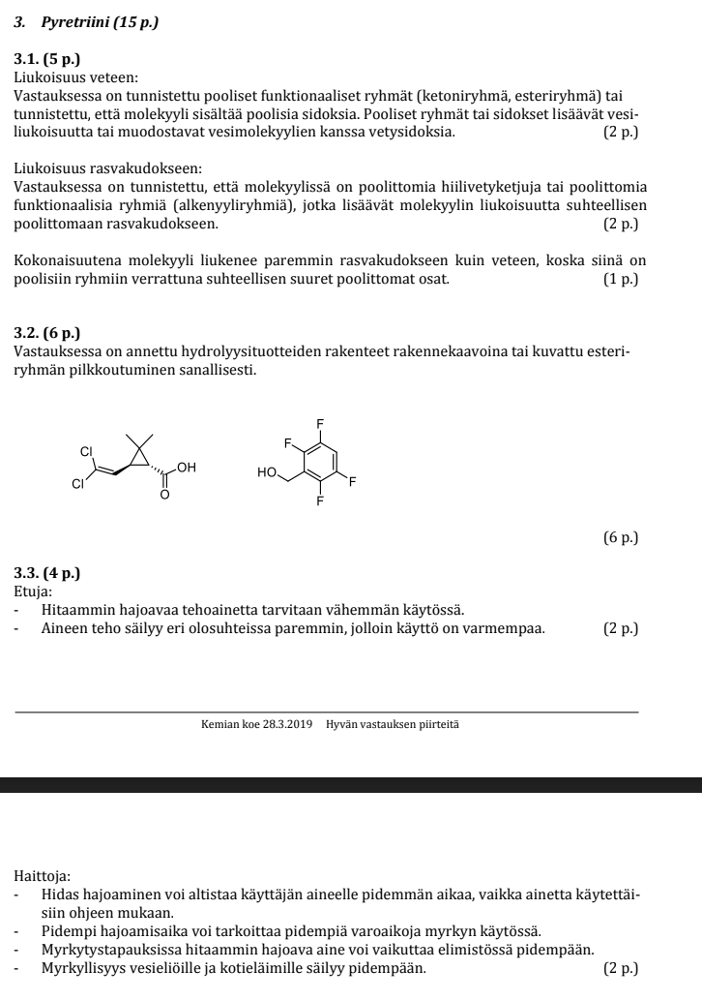 3. Pyretriini (15 p.)
3.1. (5 p.)
Liukoisuus veteen:
Vastauksessa on tunnistettu pooliset funktionaaliset ryhmät (ketoniryhmä, esteriryhmä) tai
tunnistettu, että molekyyli sisältää poolisia sidoksia. Pooliset ryhmät tai sidokset lisäävät vesi-
liukoisuutta tai muodostavat vesimolekyylien kanssa vetysidoksia. (2 p.)
Liukoisuus rasvakudokseen:
Vastauksessa on tunnistettu, että molekyylissä on poolittomia hiilivetyketjuja tai poolittomia
funktionaalisia ryhmiä (alkenyyliryhmiä), jotka lisäävät molekyylin liukoisuutta suhteellisen
poolittomaan rasvakudokseen. (2 p.)
Kokonaisuutena molekyyli liukenee paremmin rasvakudokseen kuin veteen, koska siinä on
poolisiin ryhmiin verrattuna suhteellisen suuret poolittomat osat. (1 p.)
3.2. (6 p.)
Vastauksessa on annettu hydrolyysituotteiden rakenteet rakennekaavoina tai kuvattu esteri-
ryhmän pilkkoutuminen sanallisesti.
Cl
Cl
OH
O
F
F
HO
F
F
(6 p.)
3.3. (4 p.)
Etuja:
- Hitaammin hajoavaa tehoainetta tarvitaan vähemmän käytössä.
- Aineen teho säilyy eri olosuhteissa paremmin, jolloin käyttö on varmempaa. (2 p.)
Kemian koe 28.3.2019 Hyvän vastauksen piirteitä
Haittoja:
- Hidas hajoaminen voi altistaa käyttäjän aineelle pidemmän aikaa, vaikka ainetta käytettäi-
siin ohjeen mukaan.
- Pidempi hajoamisaika voi tarkoittaa pidempiä varoaikoja myrkyn käytössä.
- Myrkytystapauksissa hitaammin hajoava aine voi vaikuttaa elimistössä pidempään.
- Myrkyllisyys vesieliöille ja kotieläimille säilyy pidempään. (2 p.)